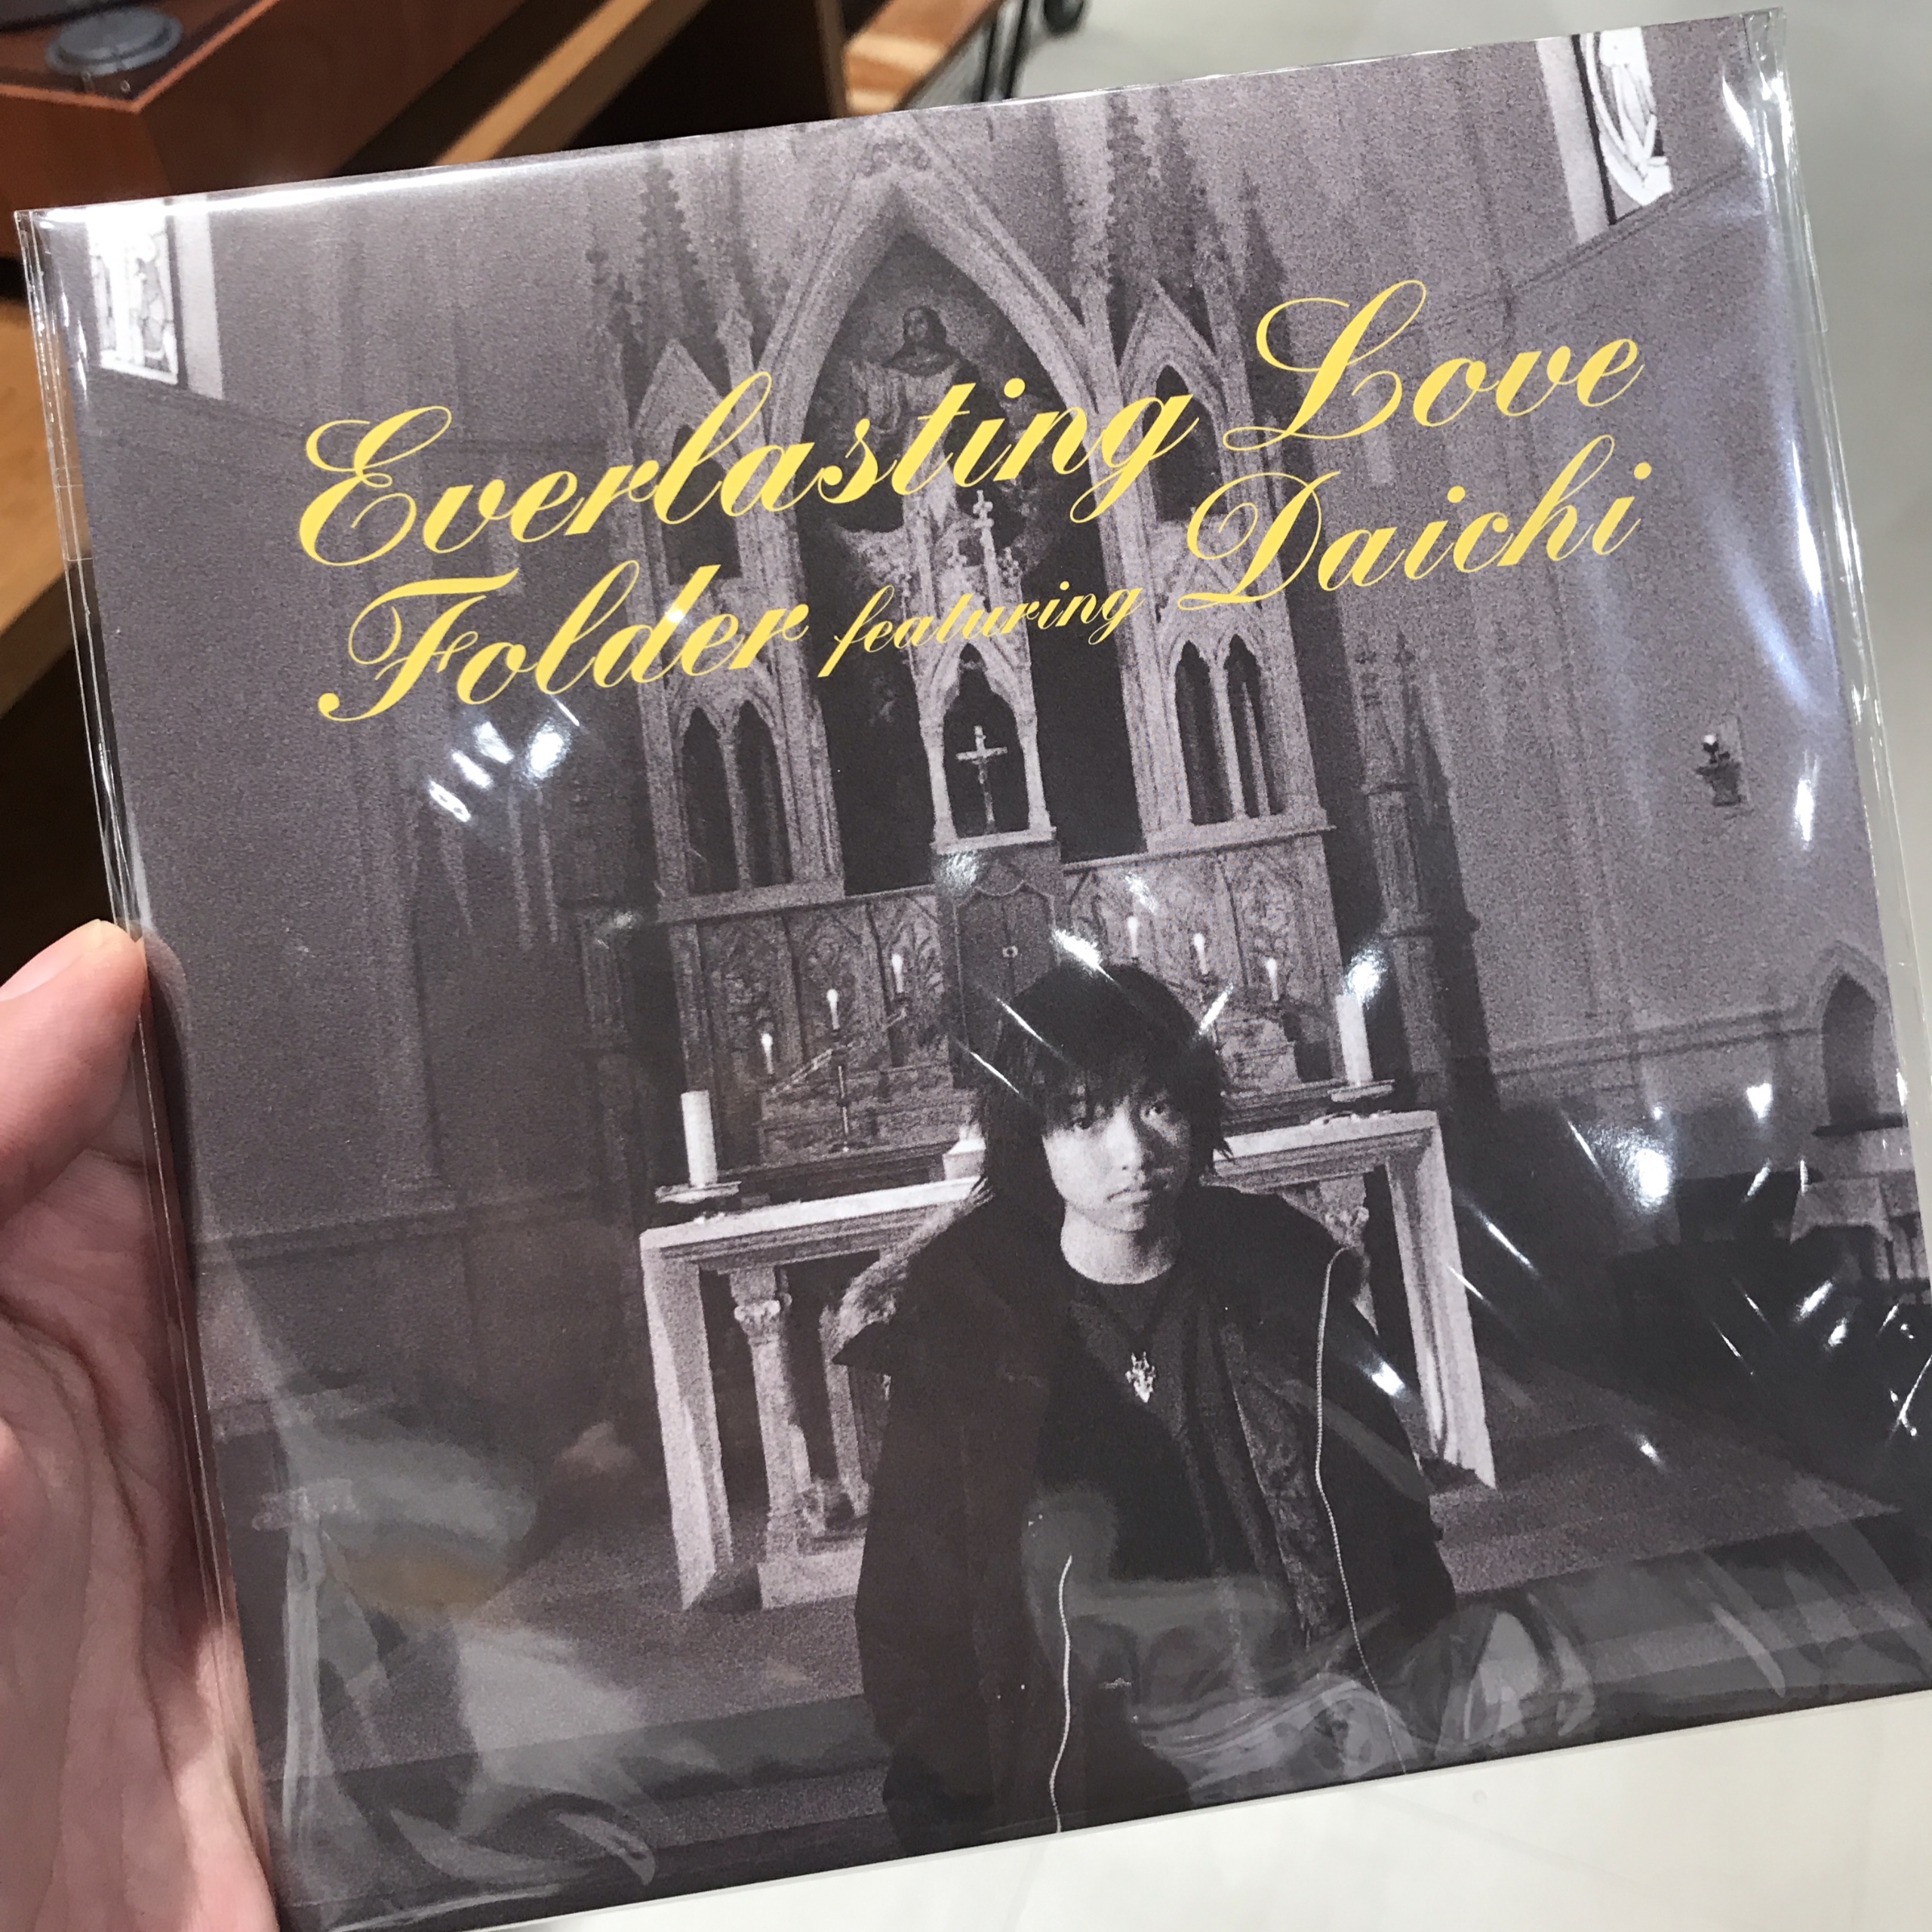 Everlasting Love
Folder featuring Daichi